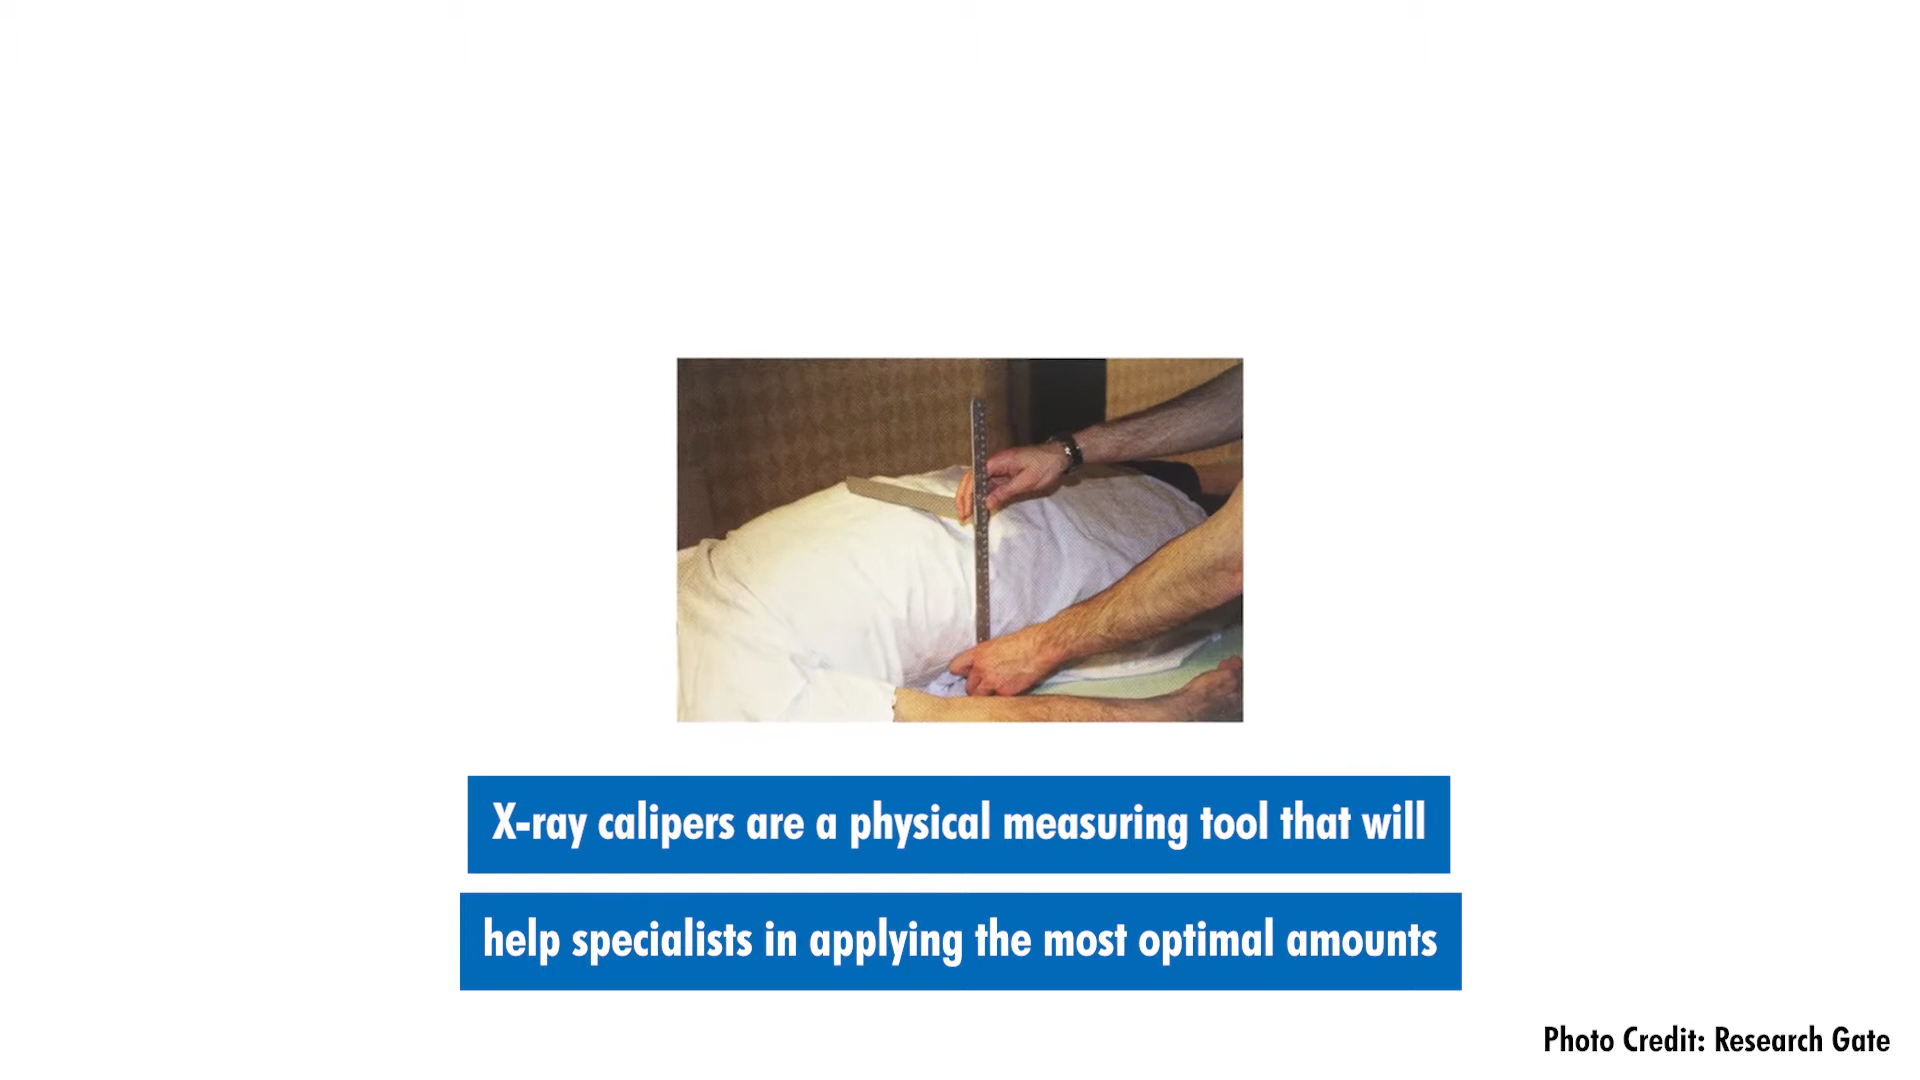 X-ray calipers are a physical measuring tool that will
help specialists in applying the most optimal amounts
Photo Credit: Research Gate